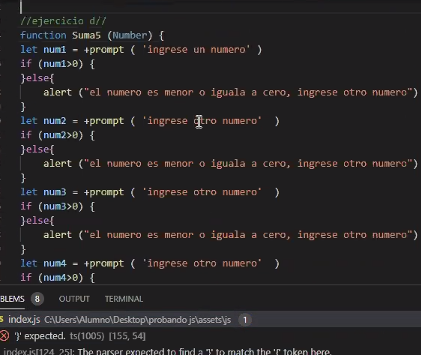 //ejercicio d//
function Suma5 (Number) {
let num1 = +prompt ( 'ingrese un numero' )
if (num1>0) {
}else{
alert ("el numero es menor o iguala a cero, ingrese otro numero")
}
let num2 = +prompt ( 'ingrese otro numero' )
if (num2>0) {
}else{
alert ("el numero es menor o iguala a cero, ingrese otro numero")
}
let num3 = +prompt ( 'ingrese otro numero' )
if (num3>0) {
}else{
alert ("el numero es menor o iguala a cero, ingrese otro numero")
}
let num4 = +prompt ( 'ingrese otro numero' )
if (num4>0) {
BLEMS 8 OUTPUT TERMINAL
index.js C:\Users\Alumno\Desktop\probando js\assets\js 1
'}' expected. ts(1005) [155, 54]
index.js[124, 25]: The parser expected to find a '}' to match the '{' token here.